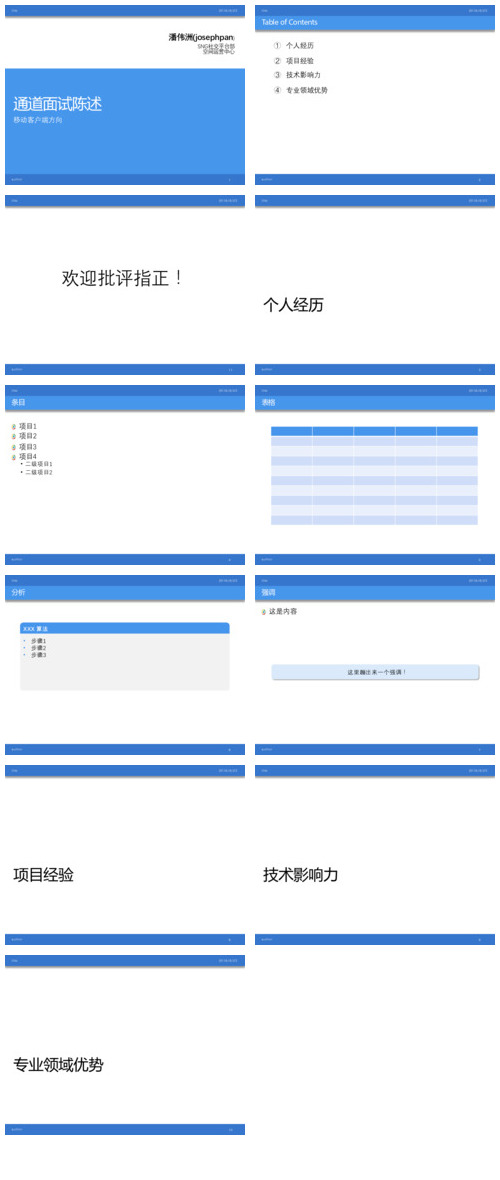 潘伟洲(josephpan)
SNG社交平台部
空间运营中心
通道面试陈述
移动客户端方向
Table of Contents
① 个人经历
② 项目经验
③ 技术影响力
④ 专业领域优势
欢迎批评指正！
个人经历
条目
项目1
项目2
项目3
项目4
• 二级项目1
• 二级项目2
表格
分析
XXX 算法
• 步骤1
• 步骤2
• 步骤3
强调
这是内容
这里蹦出来一个强调！
项目经验
技术影响力
专业领域优势